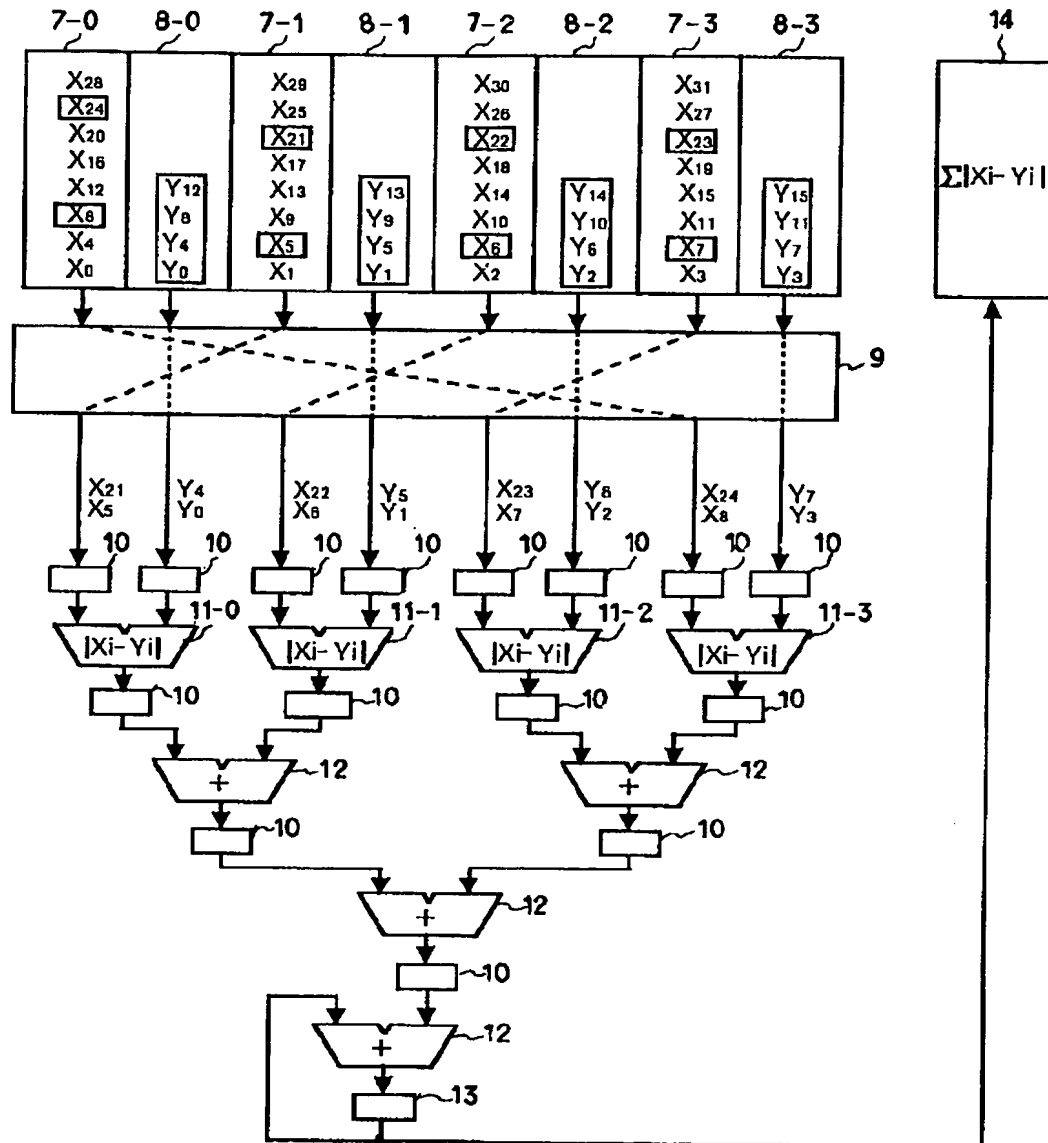 7-0 8-0 7-1 8-1 7-2 8-2 7-3 8-3 14
X28 X29 X30 X31
X24 X25 X26 X27
X20 X21 X22 X23
X16 X17 X18 X19
X12 Y12 X13 Y13 X14 Y14 X15 Y15
X8 Y8 X9 Y9 X10 Y10 X11 Y11
X4 Y4 X5 Y5 X6 Y6 X7 Y7
X0 Y0 X1 Y1 X2 Y2 X3 Y3
Σ|Xi-Yi|
9
X21 Y4 X22 Y5 X23 Y6 X24 Y7
X5 Y0 X6 Y1 X7 Y2 X8 Y3
10 10 10 10 10 10 10 10
11-0 11-1 11-2 11-3
|Xi-Yi| |Xi-Yi| |Xi-Yi| |Xi-Yi|
10 10 10 10
+ 12 + 12
10 10
+ 12
10
+ 12
13